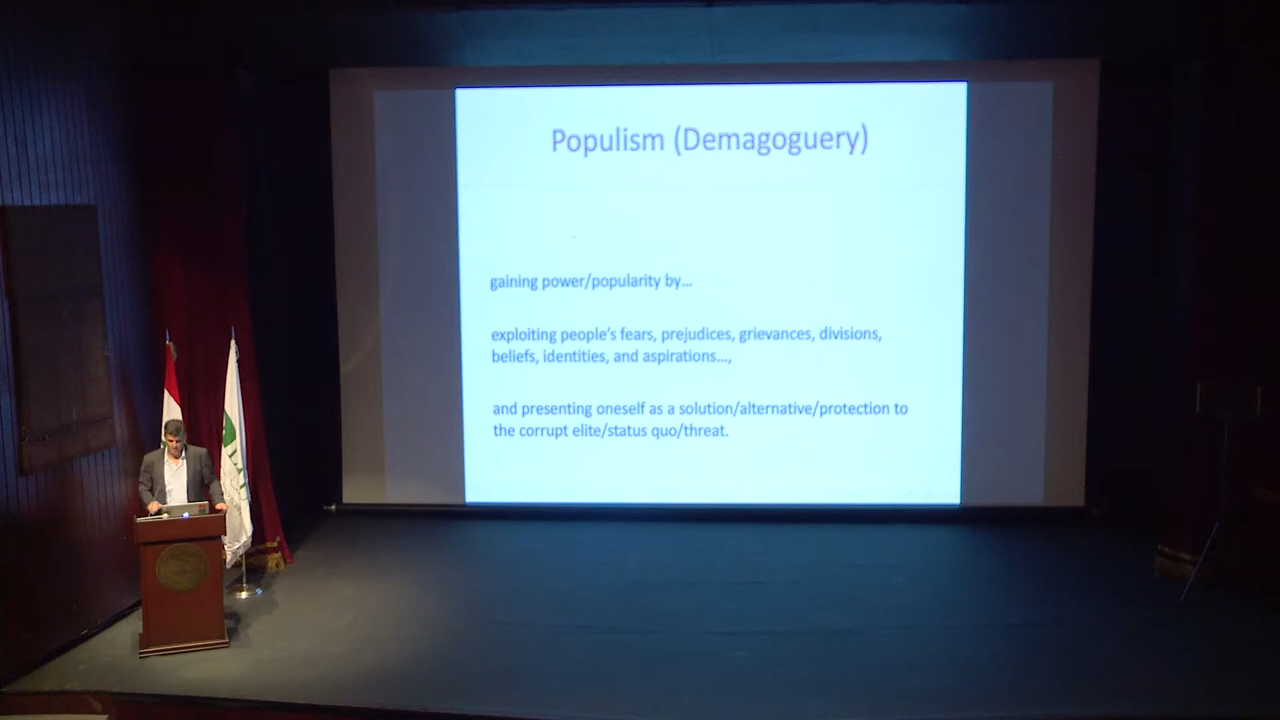 Populism (Demagoguery)
gaining power/popularity by...
exploiting people's fears, prejudices, grievances, divisions,
beliefs, identities, and aspirations...,
and presenting oneself as a solution/alternative/protection to
the corrupt elite/status quo/threat.